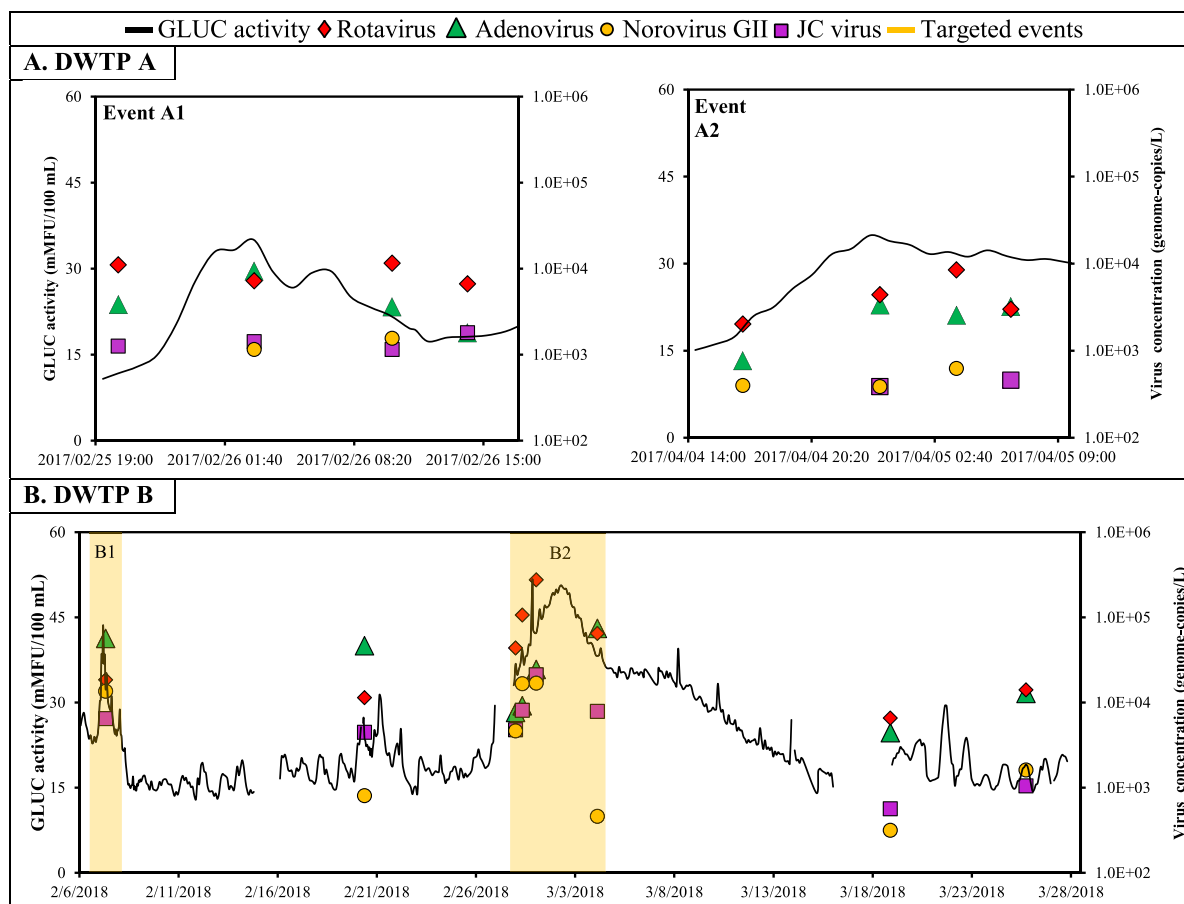 GLUC activity Rotavirus Adenovirus Norovirus GII JC virus Targeted events
A. DWTP A
Event A1
GLUC activity (mMFU/100 mL)
60
45
30
15
0
1.0E+06
1.0E+05
1.0E+04
1.0E+03
1.0E+02
2017/02/25 19:00 2017/02/26 01:40 2017/02/26 08:20 2017/02/26 15:00
Event
A2
60
45
30
15
0
1.0E+06
1.0E+05
1.0E+04
1.0E+03
1.0E+02
Virus concentration (genome-copies/L)
2017/04/04 14:00 2017/04/04 20:20 2017/04/05 02:40 2017/04/05 09:00
B. DWTP B
B1
B2
GLUC activity (mMFU/100 mL)
60
45
30
15
0
1.0E+06
1.0E+05
1.0E+04
1.0E+03
1.0E+02
Virus concentration (genome-copies/L)
2/6/2018 2/11/2018 2/16/2018 2/21/2018 2/26/2018 3/3/2018 3/8/2018 3/13/2018 3/18/2018 3/23/2018 3/28/2018